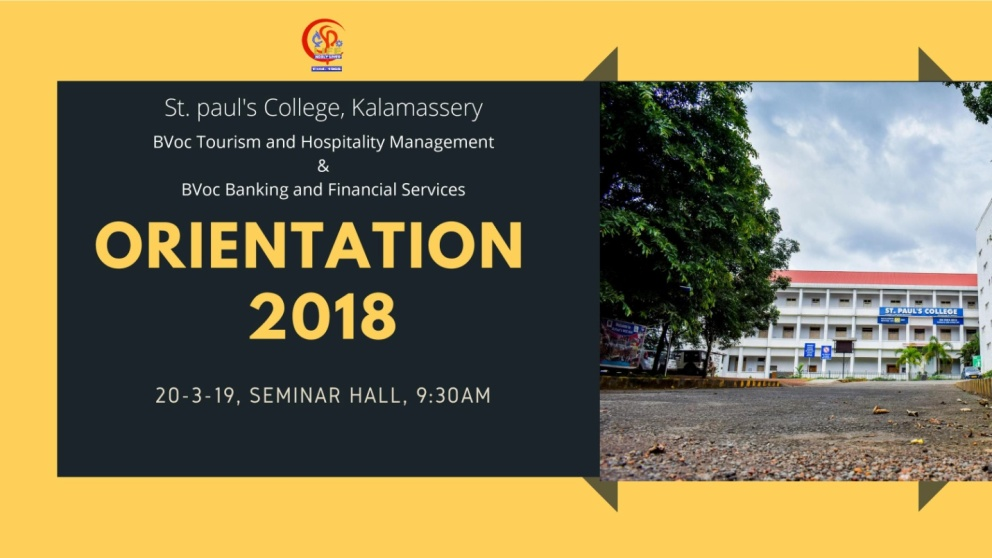 St. paul's College, Kalamassery
BVoc Tourism and Hospitality Management
&
BVoc Banking and Financial Services
ORIENTATION
2018
20-3-19, SEMINAR HALL, 9:30AM
ST. PAUL'S COLLEGE